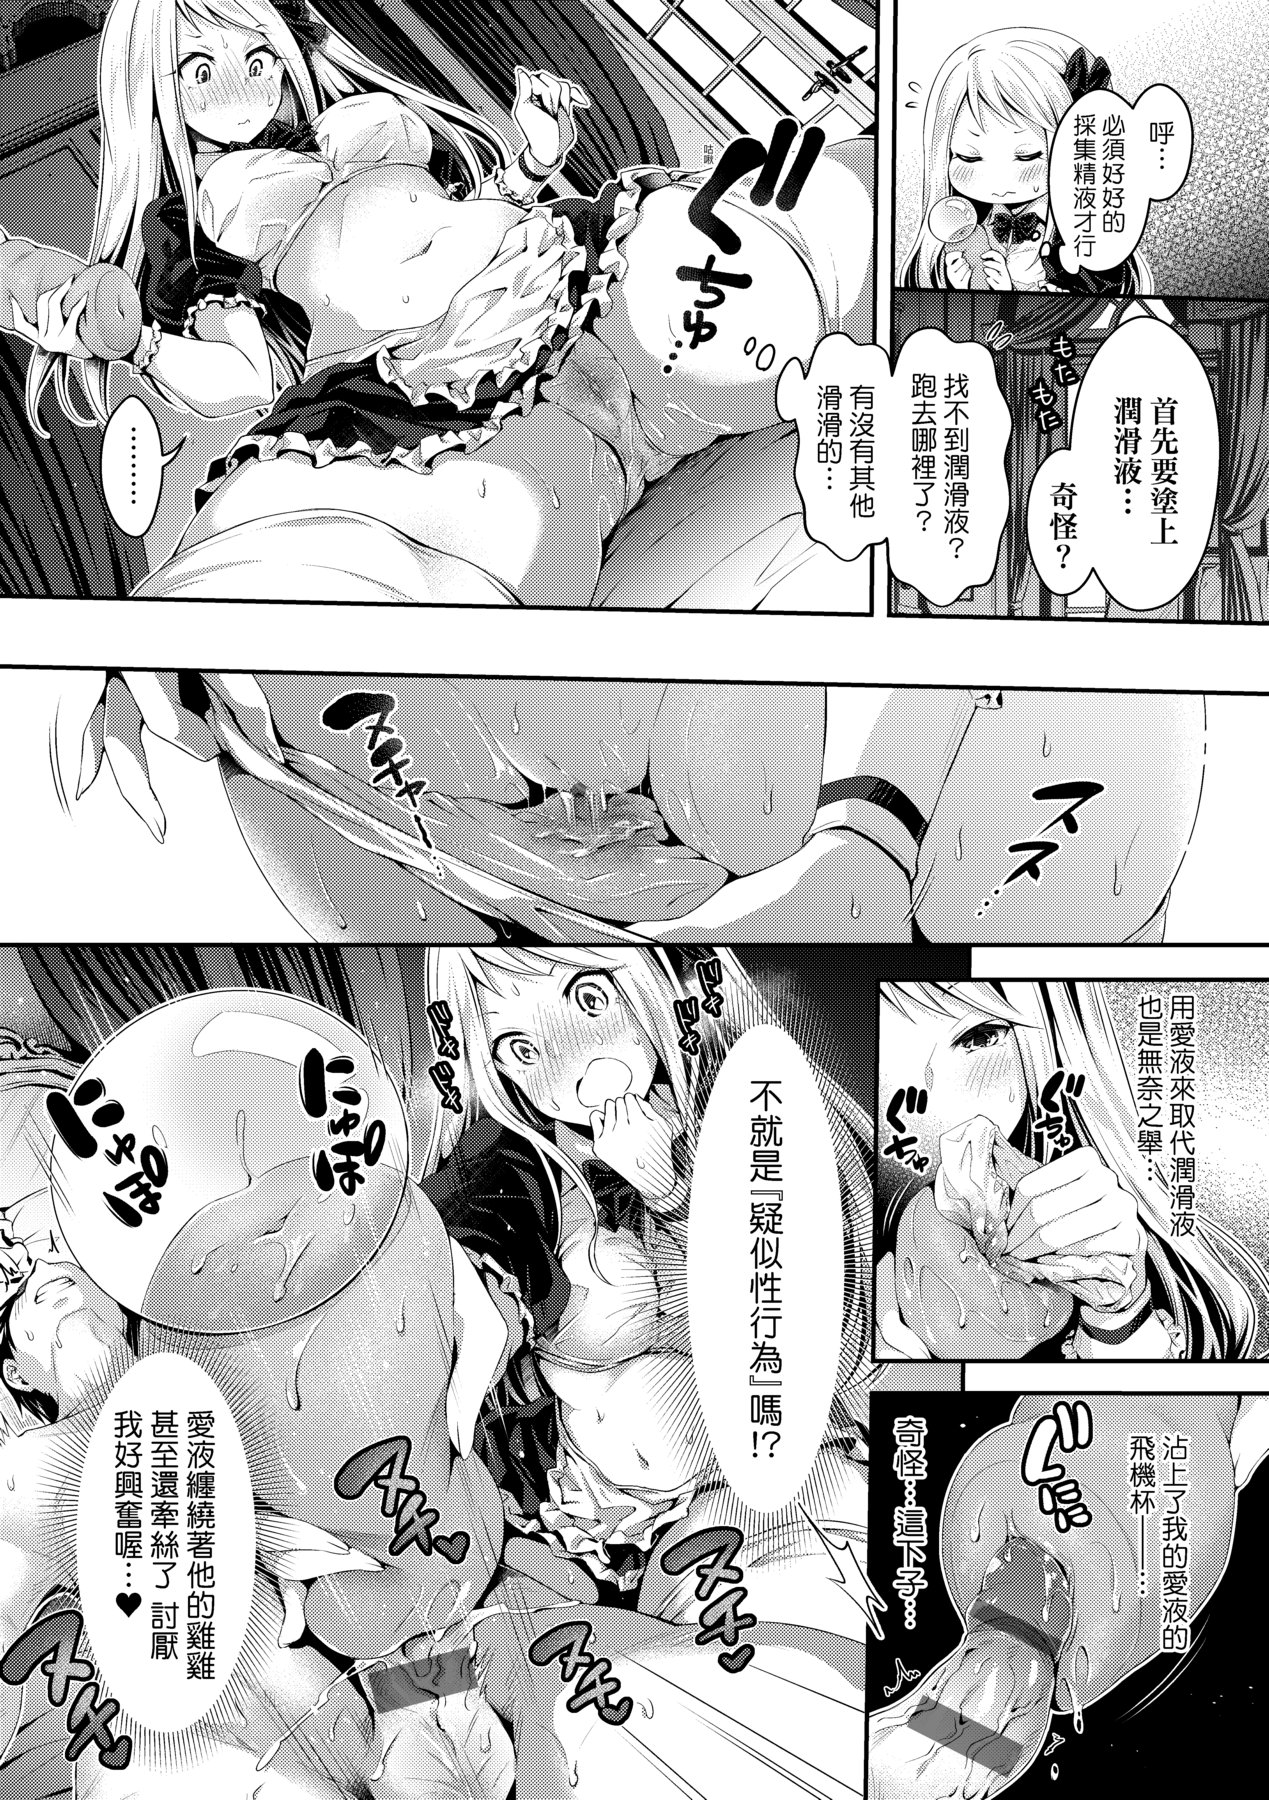 呼…
必須好好的
採集精液才行
首先要塗上
潤滑液…
奇怪？
もたもた
找不到潤滑液？
跑去哪裡了？
有沒有其他
滑滑的…
ぐちゅ…
咕啾
………
スス…
ヌチャ…
用愛液來取代潤滑液
也是無奈之舉…
ぐちゅ
ぐちゅ
沾上了我的愛液的
飛機杯——…
奇怪…這下子…
不就是『疑似性行為』嗎!?
にゅぽ
愛液纏繞著他的雞雞
甚至還牽絲了 討厭
我好興奮喔…♥
ヌチ♥
ヌチ♥
ヌチ♥